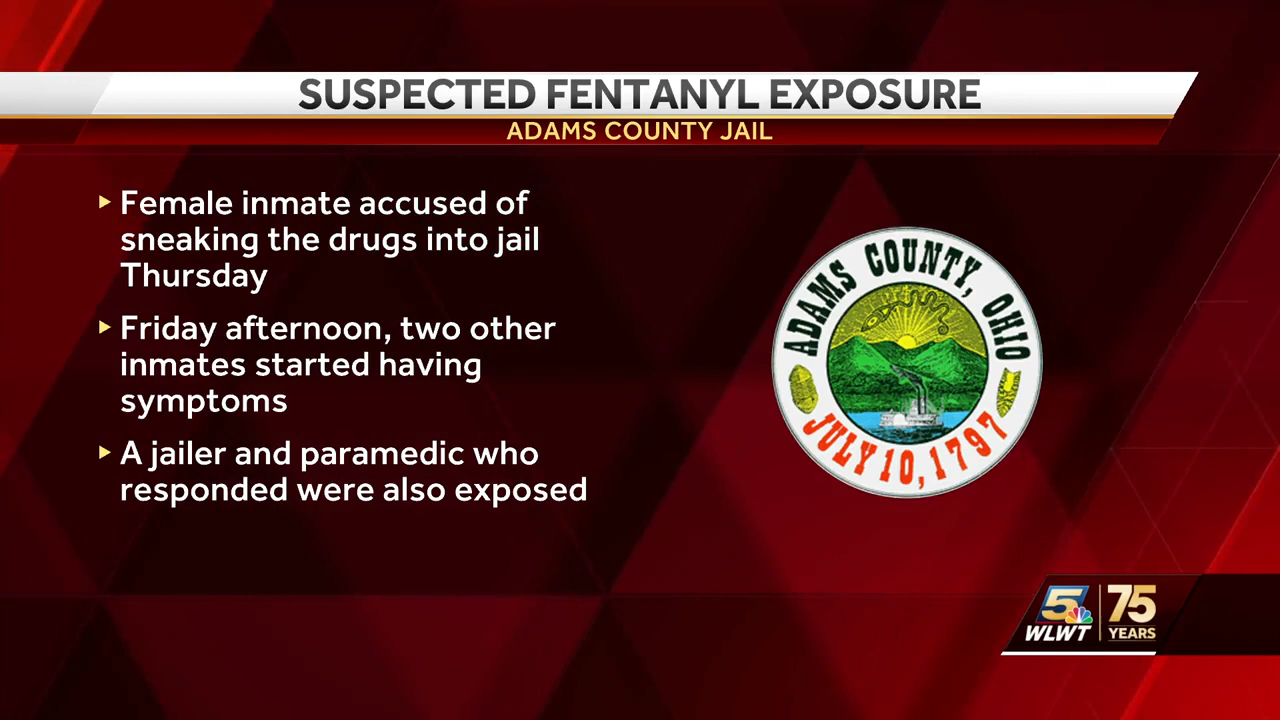 SUSPECTED FENTANYL EXPOSURE
ADAMS COUNTY JAIL
Female inmate accused of
sneaking the drugs into jail
Thursday
Friday afternoon, two other
inmates started having
symptoms
A jailer and paramedic who
responded were also exposed
ADAMS COUNTY, OHIO
JULY 10, 1797
5
WLWT
75
YEARS